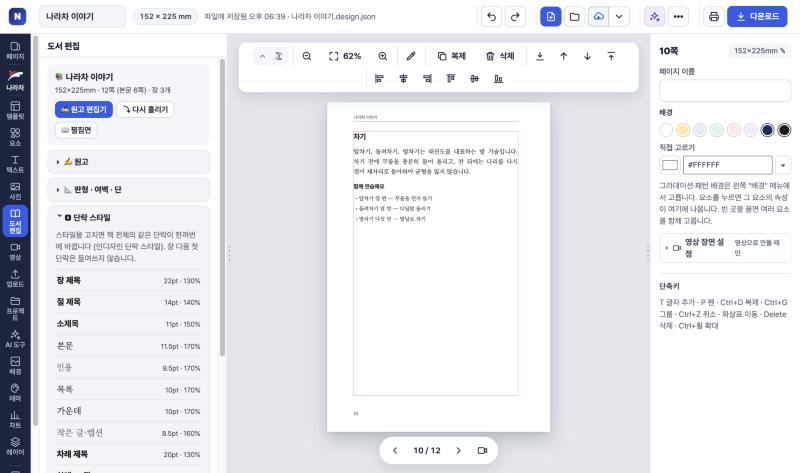 N
나라차 이야기
152 × 225 mm
파일에 저장됨 오후 06:39 · 나라차 이야기.design.json
다운로드
페이지
나라차
템플릿
요소
텍스트
사진
도서
편집
영상
업로드
프로젝
트
AI 도구
배경
테마
차트
레이어
도서 편집
나라차 이야기
152×225mm · 12쪽 (본문 6쪽) · 장 3개
원고 편집기
다시 흘리기
펼침면
원고
판형 · 여백 · 단
단락 스타일
스타일을 고치면 책 전체의 같은 단락이 한꺼번
에 바뀝니다 (인디자인 단락 스타일). 장 다음 첫
단락은 들여쓰지 않습니다.
장 제목 22pt · 130%
절 제목 14pt · 140%
소제목 11pt · 150%
본문 11.5pt · 170%
인용 9.5pt · 170%
목록 10pt · 170%
가운데 10pt · 170%
작은 글·캡션 8.5pt · 160%
차례 제목 20pt · 130%
62%
복제
삭제
나라차 이야기
차기
앞차기, 돌려차기, 옆차기는 태권도를 대표하는 발 기술입니다.
차기 전에 무릎을 충분히 들어 올리고, 찬 뒤에는 다리를 다시
접어 제자리로 돌아와야 균형을 잃지 않습니다.
함께 연습해요
• 앞차기 열 번 — 무릎을 먼저 들기
• 돌려차기 열 번 — 디딤발 돌리기
• 옆차기 다섯 번 — 발날로 차기
10
10 / 12
10쪽
152×225mm
페이지 이름
배경
직접 고르기
#FFFFFF
그라데이션·패턴 배경은 왼쪽 "배경" 메뉴에
서 고릅니다. 요소를 누르면 그 요소의 속성
이 여기에 나옵니다. 빈 곳을 끌면 여러 요소
를 함께 고릅니다.
영상 장면 설
정
영상으로 만들 때
만
단축키
T 글자 추가 · P 펜 · Ctrl+D 복제 · Ctrl+G
그룹 · Ctrl+Z 취소 · 화살표 이동 · Delete
삭제 · Ctrl+휠 확대